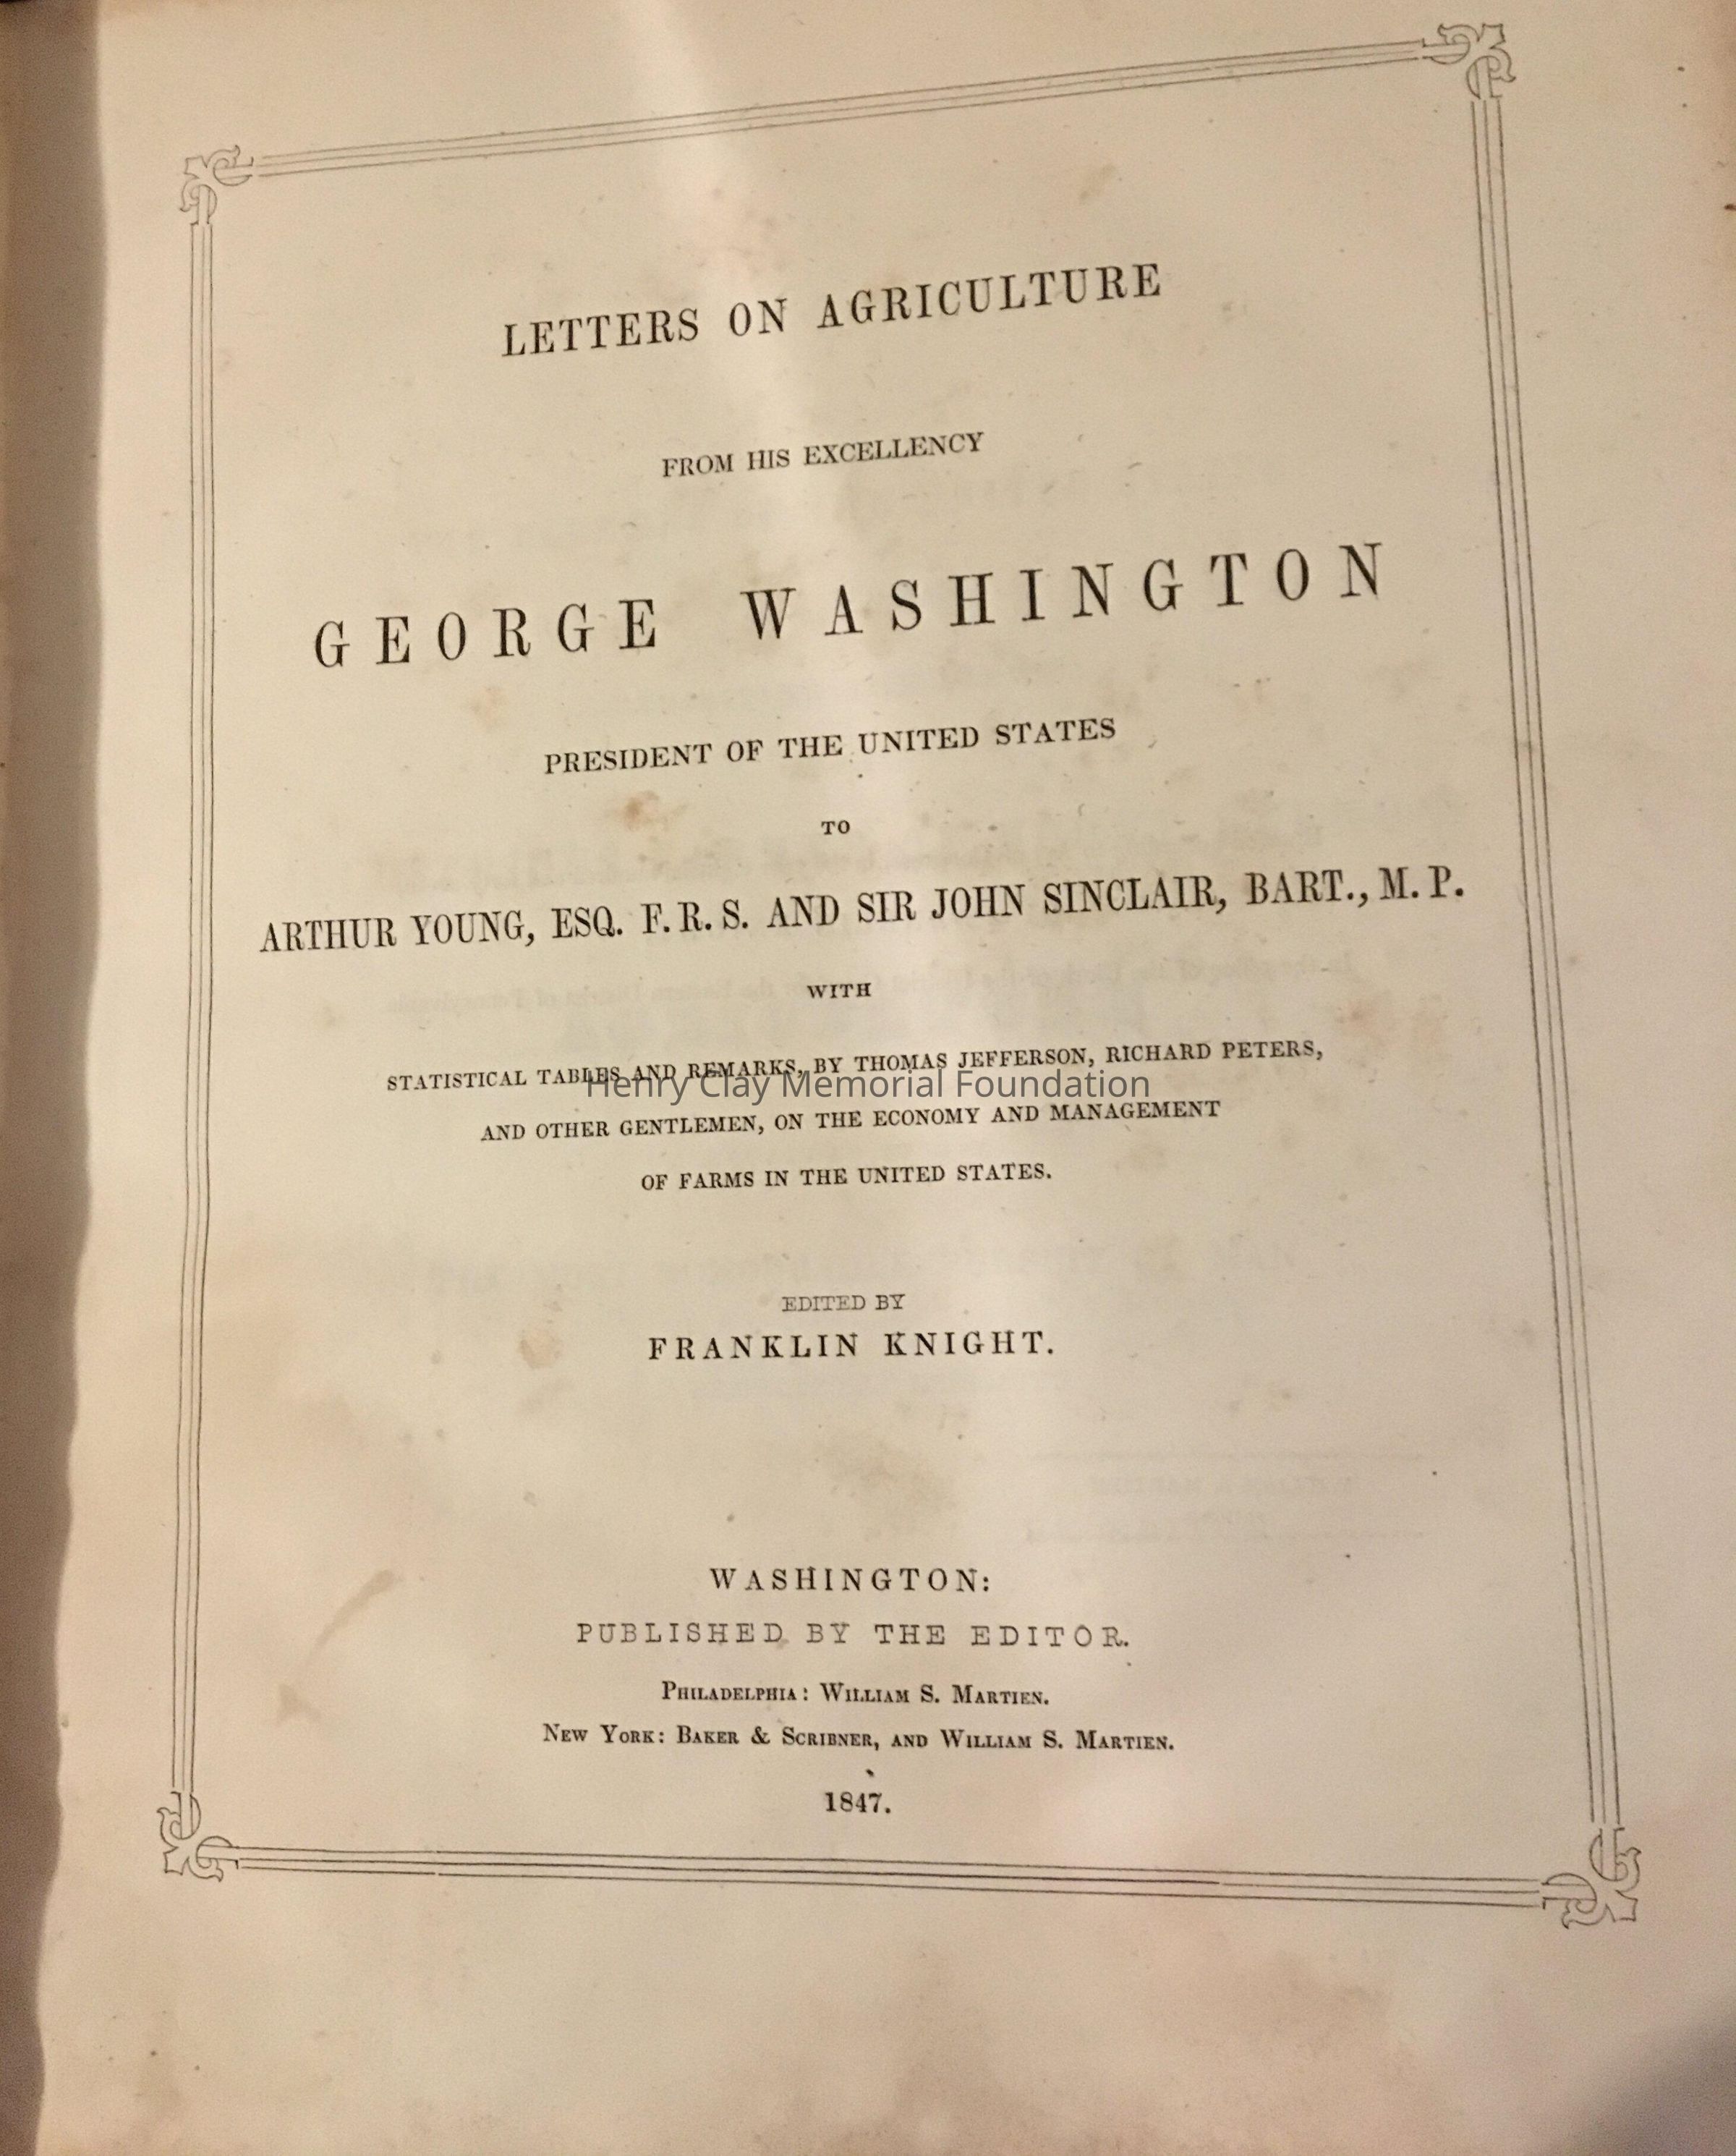 LETTERS ON AGRICULTURE
FROM HIS EXCELLENCY
GEORGE WASHINGTON
PRESIDENT OF THE UNITED STATES
TO
ARTHUR YOUNG, ESQ. F. R. S. AND SIR JOHN SINCLAIR, BART., M. P.
WITH
STATISTICAL TABLES AND REMARKS, BY THOMAS JEFFERSON, RICHARD PETERS,
Henry Clay Memorial Foundation
AND OTHER GENTLEMEN, ON THE ECONOMY AND MANAGEMENT
OF FARMS IN THE UNITED STATES.
EDITED BY
FRANKLIN KNIGHT.
WASHINGTON:
PUBLISHED BY THE EDITOR.
PHILADELPHIA: WILLIAM S. MARTIEN.
NEW YORK: BAKER & SCRIBNER, AND WILLIAM S. MARTIEN.
1847.